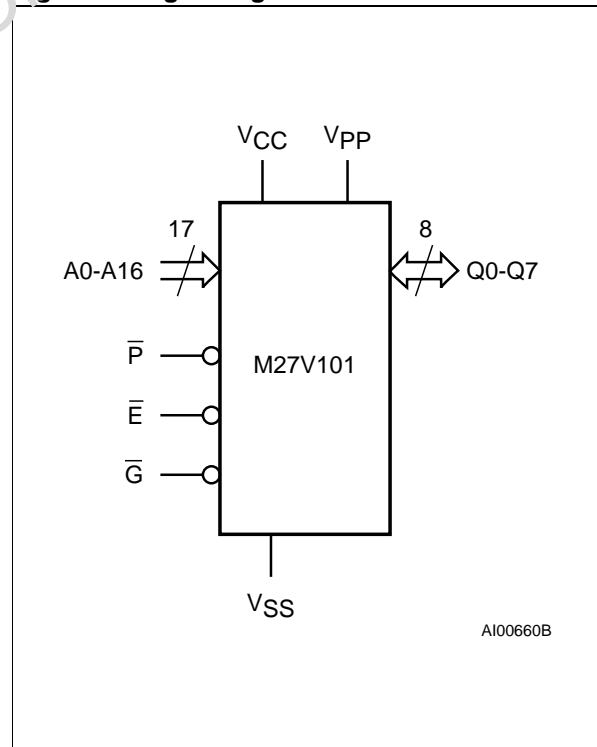 VCC VPP
17 8
A0-A16 Q0-Q7
P̅
M27V101
E̅
G̅
VSS
AI00660B